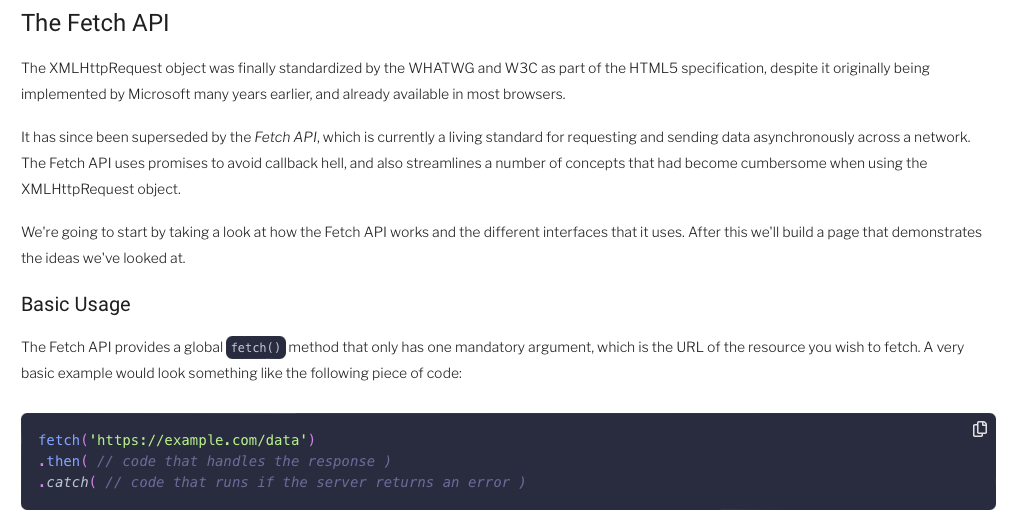 The Fetch API
The XMLHttpRequest object was finally standardized by the WHATWG and W3C as part of the HTML5 specification, despite it originally being
implemented by Microsoft many years earlier, and already available in most browsers.
It has since been superseded by the Fetch API, which is currently a living standard for requesting and sending data asynchronously across a network.
The Fetch API uses promises to avoid callback hell, and also streamlines a number of concepts that had become cumbersome when using the
XMLHttpRequest object.
We're going to start by taking a look at how the Fetch API works and the different interfaces that it uses. After this we'll build a page that demonstrates
the ideas we've looked at.
Basic Usage
The Fetch API provides a global fetch() method that only has one mandatory argument, which is the URL of the resource you wish to fetch. A very
basic example would look something like the following piece of code:
fetch('https://example.com/data')
.then( // code that handles the response )
.catch( // code that runs if the server returns an error )